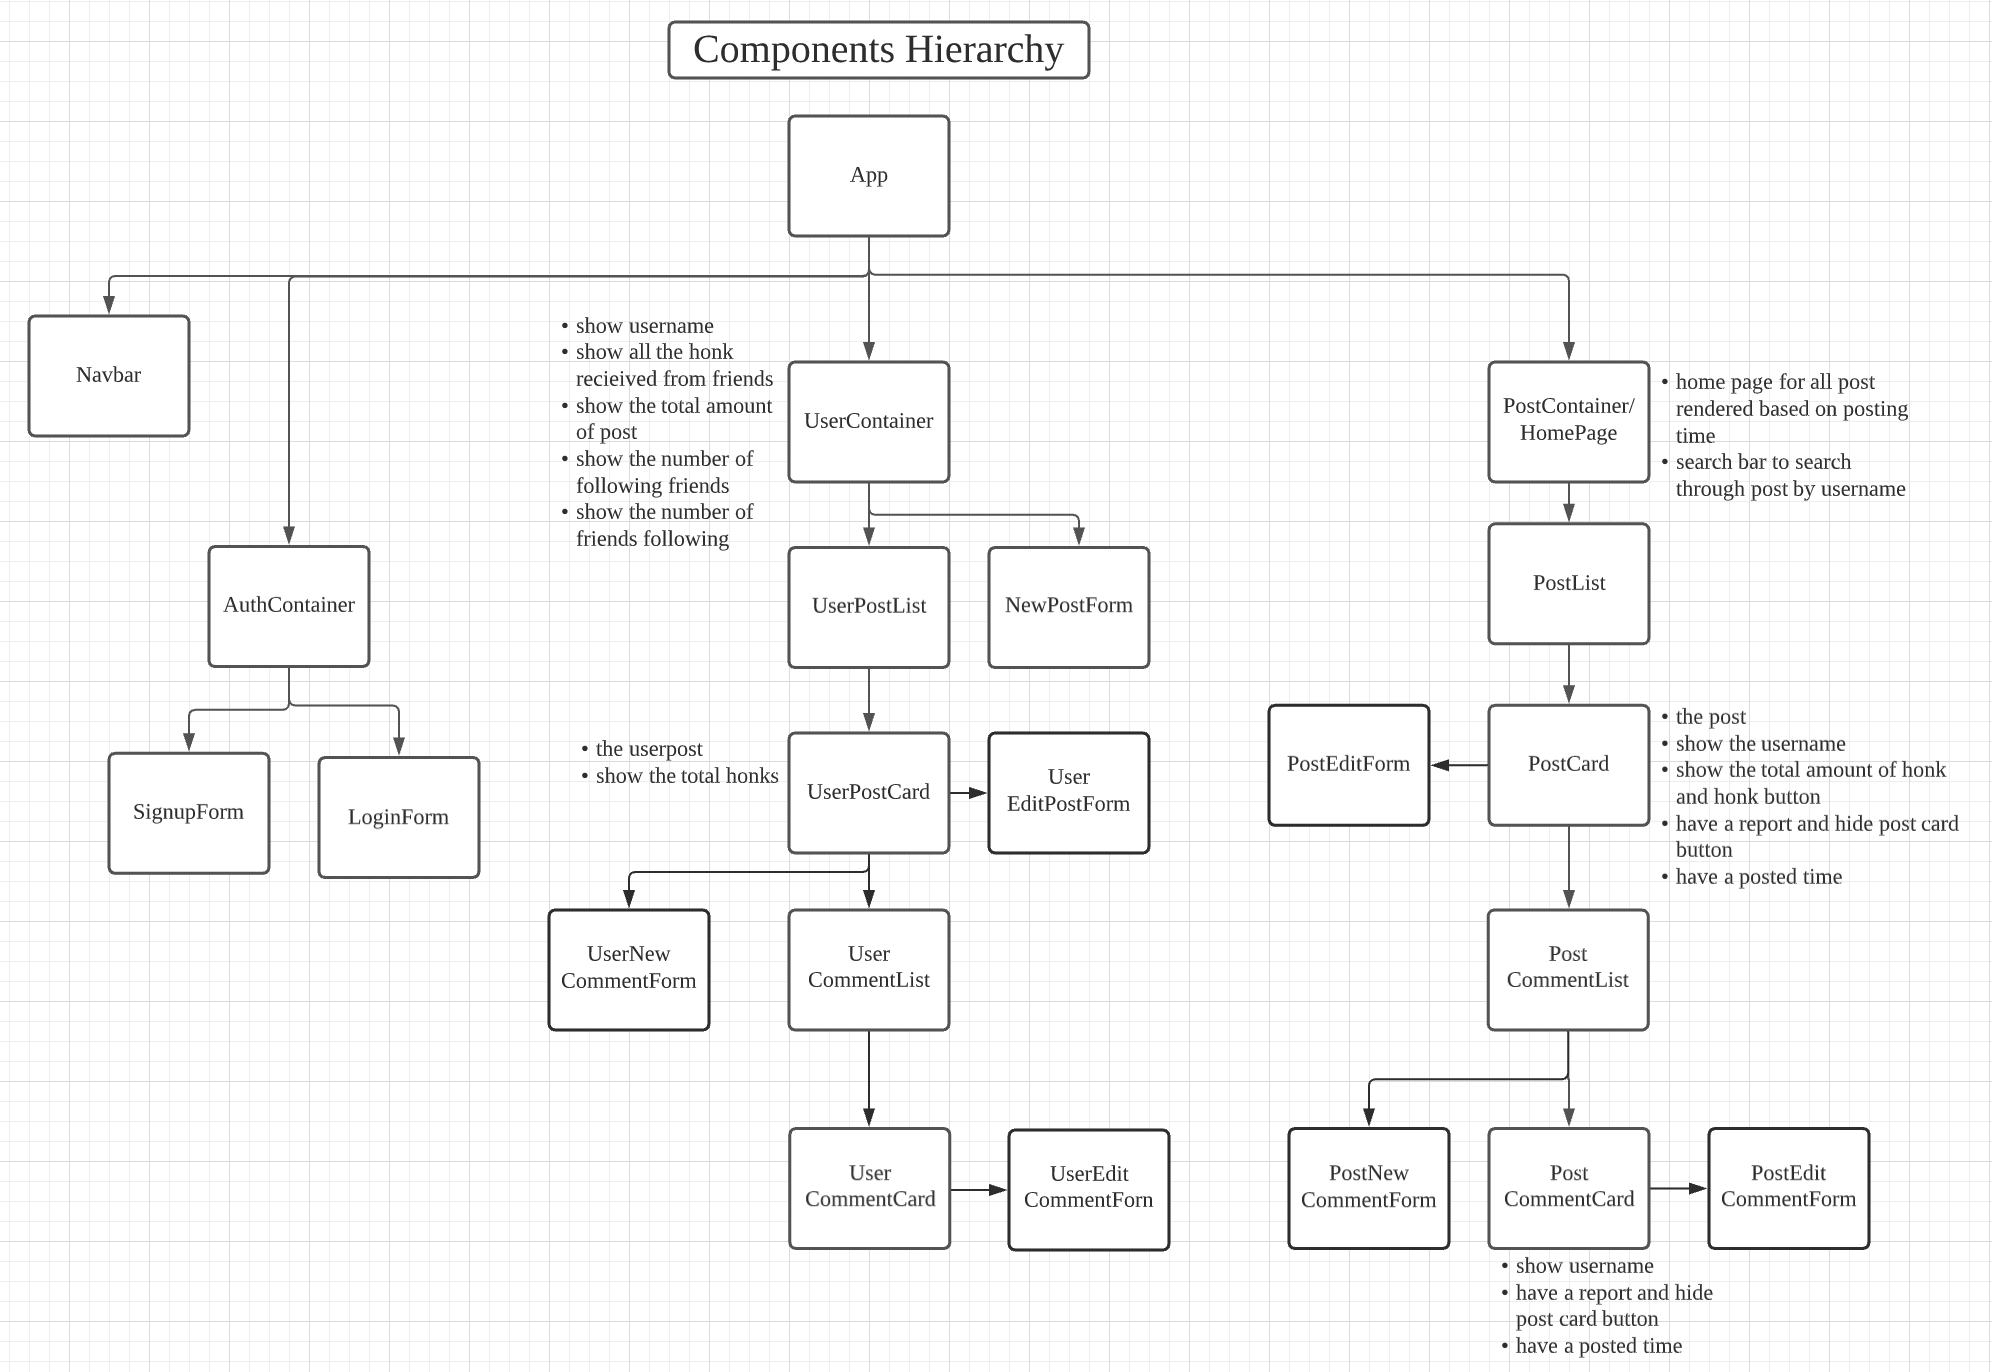 Components Hierarchy
App
Navbar
• show username
• show all the honk
recieived from friends
• show the total amount
of post
• show the number of
following friends
• show the number of
friends following
UserContainer
PostContainer/
HomePage
• home page for all post
rendered based on posting
time
• search bar to search
through post by username
AuthContainer
UserPostList
NewPostForm
PostList
SignupForm
LoginForm
• the userpost
• show the total honks
UserPostCard
User
EditPostForm
PostEditForm
PostCard
• the post
• show the username
• show the total amount of honk
and honk button
• have a report and hide post card
button
• have a posted time
UserNew
CommentForm
User
CommentList
Post
CommentList
User
CommentCard
UserEdit
CommentForn
PostNew
CommentForm
Post
CommentCard
PostEdit
CommentForm
• show username
• have a report and hide
post card button
• have a posted time